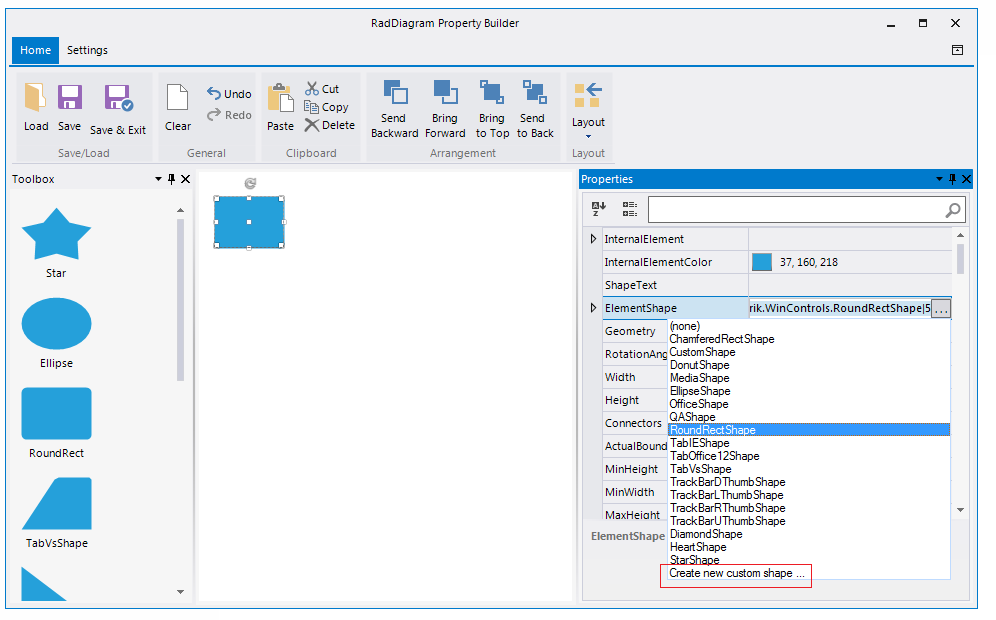 RadDiagram Property Builder
Home Settings
Load Save Save & Exit
Save/Load
Clear Undo Redo
General
Paste Cut Copy Delete
Clipboard
Send Backward Bring Forward Bring to Top Send to Back
Arrangement
Layout
Layout
Toolbox
Star
Ellipse
RoundRect
TabVsShape
Properties
A Z
InternalElement
InternalElementColor 37, 160, 218
ShapeText
ElementShape rik.WinControls.RoundRectShape|5 ...
Geometry
RotationAng
Width
Height
Connectors
ActualBound
MinHeight
MinWidth
MaxHeight
ElementShape
(none)
ChamferedRectShape
CustomShape
DonutShape
MediaShape
EllipseShape
OfficeShape
QAShape
RoundRectShape
TabIEShape
TabOffice12Shape
TabVsShape
TrackBarDThumbShape
TrackBarLThumbShape
TrackBarRThumbShape
TrackBarUThumbShape
DiamondShape
HeartShape
StarShape
Create new custom shape ...